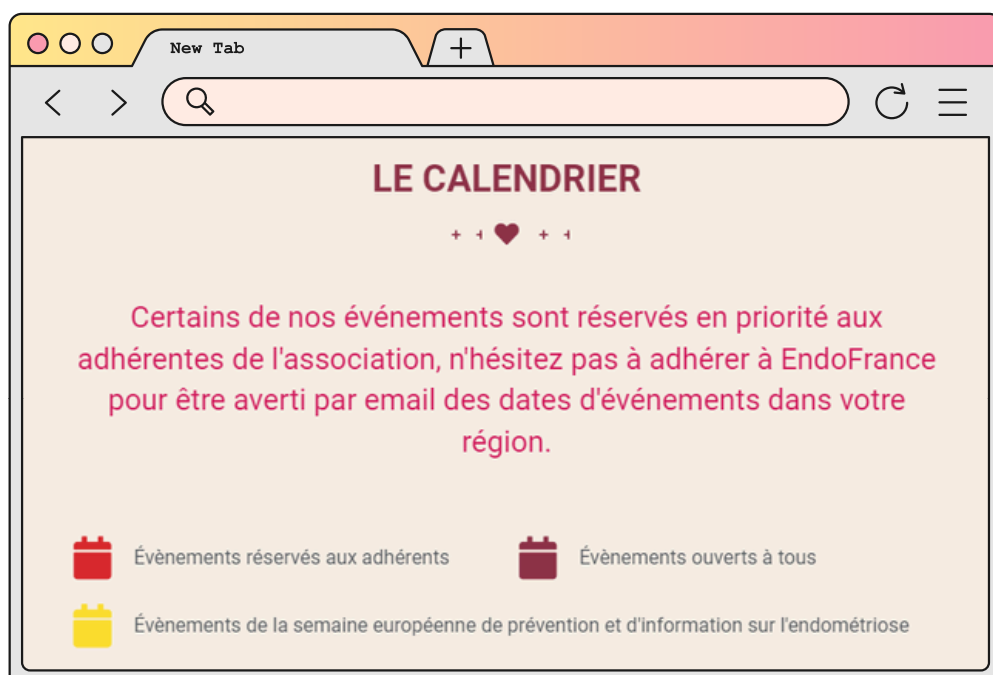 New Tab
LE CALENDRIER
Certains de nos événements sont réservés en priorité aux
adhérentes de l'association, n'hésitez pas à adhérer à EndoFrance
pour être averti par email des dates d'événements dans votre
région.
Évènements réservés aux adhérents
Évènements ouverts à tous
Évènements de la semaine européenne de prévention et d'information sur l'endométriose